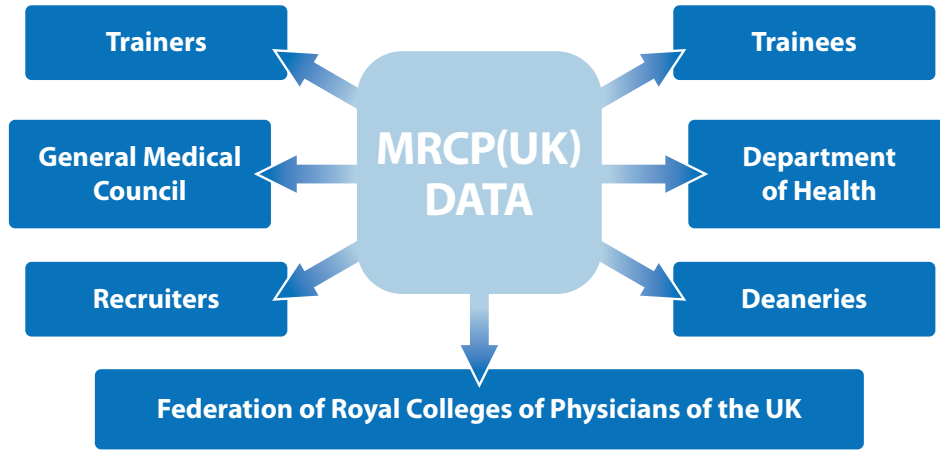 Trainers
Trainees
MRCP(UK)
DATA
General Medical
Council
Department
of Health
Recruiters
Deaneries
Federation of Royal Colleges of Physicians of the UK